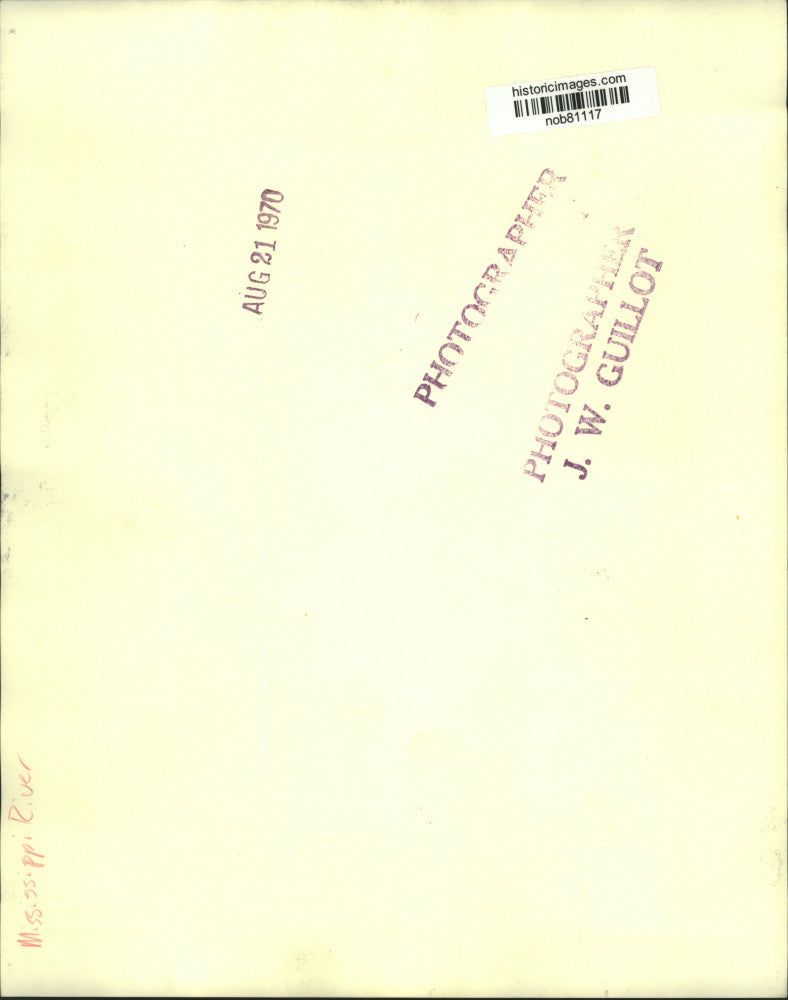 historicimages.com
nob81117
AUG 21 1970
PHOTOGRAPHER
PHOTOGRAPHER
J. W. GUILLOT
Mississippi River